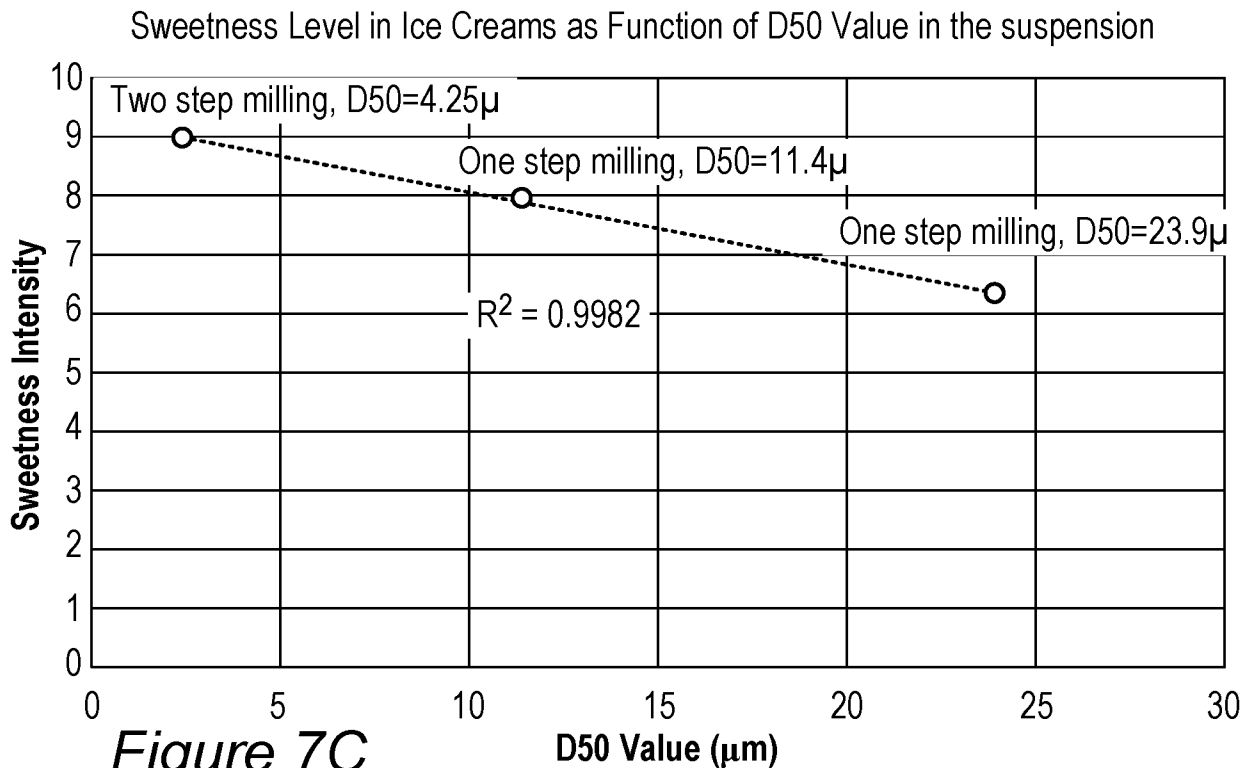 Sweetness Level in Ice Creams as Function of D50 Value in the suspension
10
Two step milling, D50=4.25µ
9
One step milling, D50=11.4µ
8
One step milling, D50=23.9µ
7
R² = 0.9982
6
5
4
3
2
1
0
Sweetness Intensity
0 5 10 15 20 25 30
D50 Value (µm)
Figure 7C